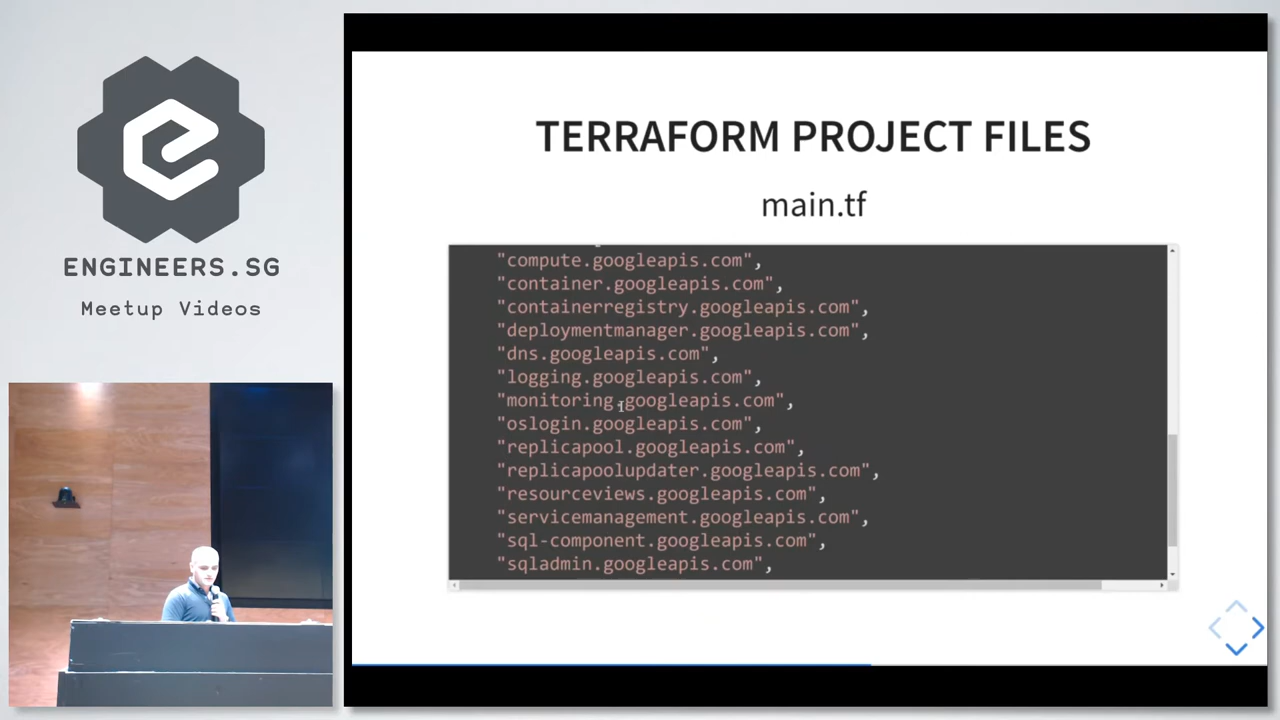 ENGINEERS.SG
Meetup Videos
TERRAFORM PROJECT FILES
main.tf
"compute.googleapis.com",
"container.googleapis.com",
"containerregistry.googleapis.com",
"deploymentmanager.googleapis.com",
"dns.googleapis.com",
"logging.googleapis.com",
"monitoring.googleapis.com",
"oslogin.googleapis.com",
"replicapool.googleapis.com",
"replicapoolupdater.googleapis.com",
"resourceviews.googleapis.com",
"servicemanagement.googleapis.com",
"sql-component.googleapis.com",
"sqladmin.googleapis.com",